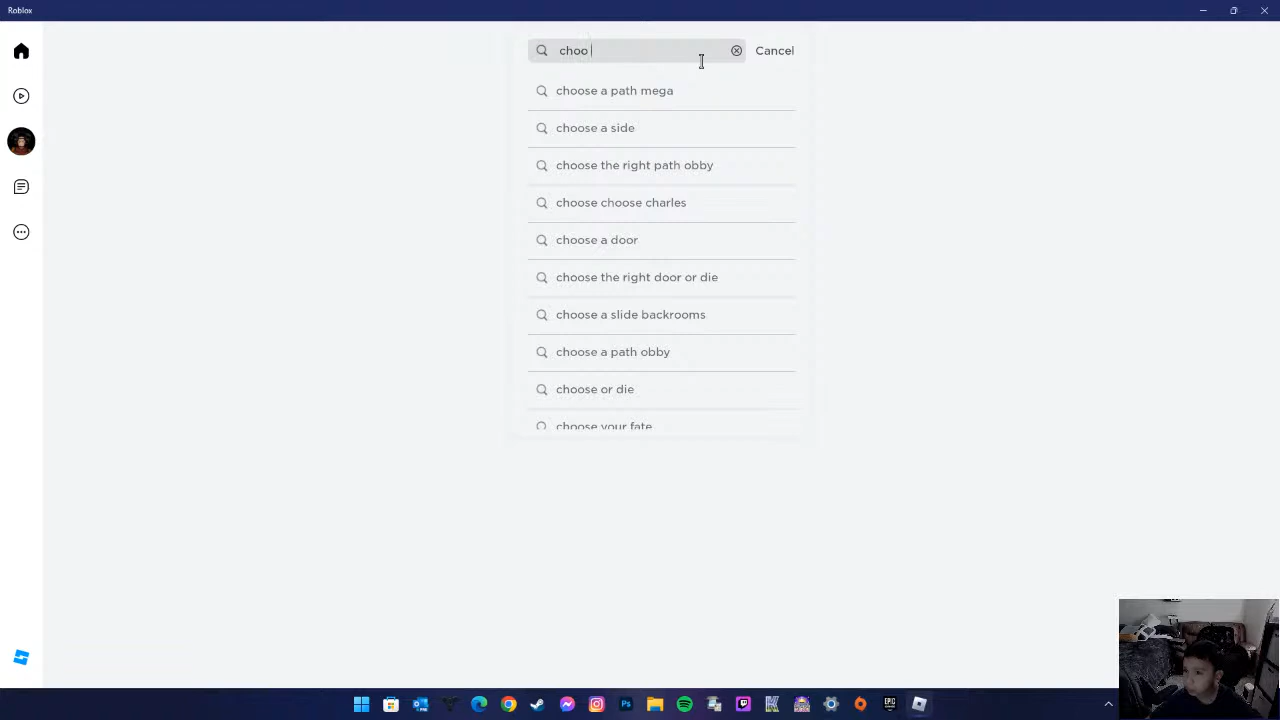 Roblox
choo
Cancel
choose a path mega
choose a side
choose the right path obby
choose choose charles
choose a door
choose the right door or die
choose a slide backrooms
choose a path obby
choose or die
choose your fate
EPIC